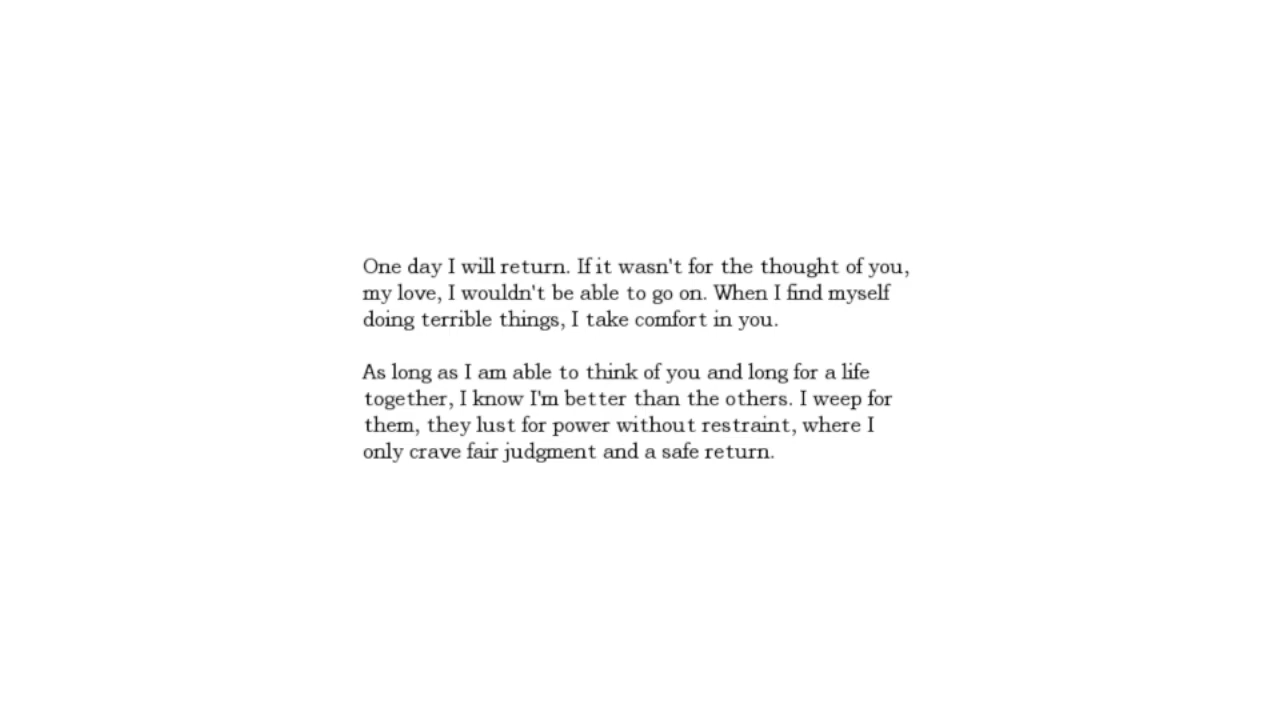 One day I will return. If it wasn't for the thought of you,
my love, I wouldn't be able to go on. When I find myself
doing terrible things, I take comfort in you.
As long as I am able to think of you and long for a life
together, I know I'm better than the others. I weep for
them, they lust for power without restraint, where I
only crave fair judgment and a safe return.